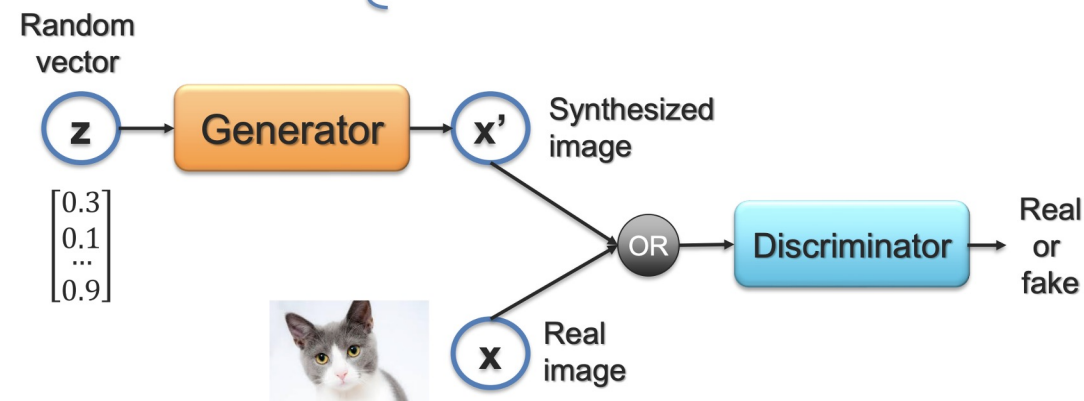 Random
vector
z
Generator
x’
Synthesized
image
[0.3
0.1
...
0.9]
OR
Discriminator
Real
or
fake
x
Real
image